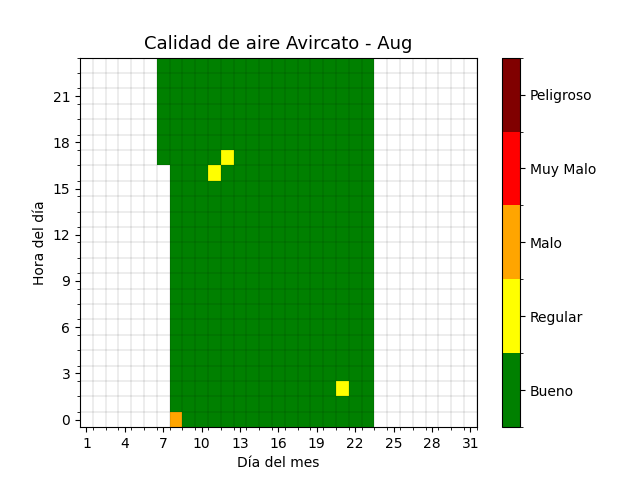 Calidad de aire Avircato - Aug
Hora del día
21
18
15
12
9
6
3
0
1 4 7 10 13 16 19 22 25 28 31
Día del mes
Peligroso
Muy Malo
Malo
Regular
Bueno